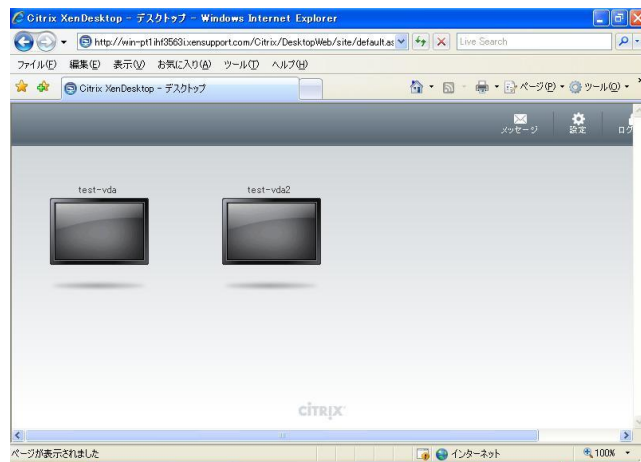 Citrix XenDesktop - デスクトップ - Windows Internet Explorer
http://win-pt1ihf3563i.xensupport.com/Citrix/DesktopWeb/site/default.as
Live Search
ファイル(F) 編集(E) 表示(V) お気に入り(A) ツール(T) ヘルプ(H)
Citrix XenDesktop - デスクトップ
ページ(P) ツール(O)
メッセージ 設定 ログ
test-vda test-vda2
CİTRIX
ページが表示されました インターネット 100%